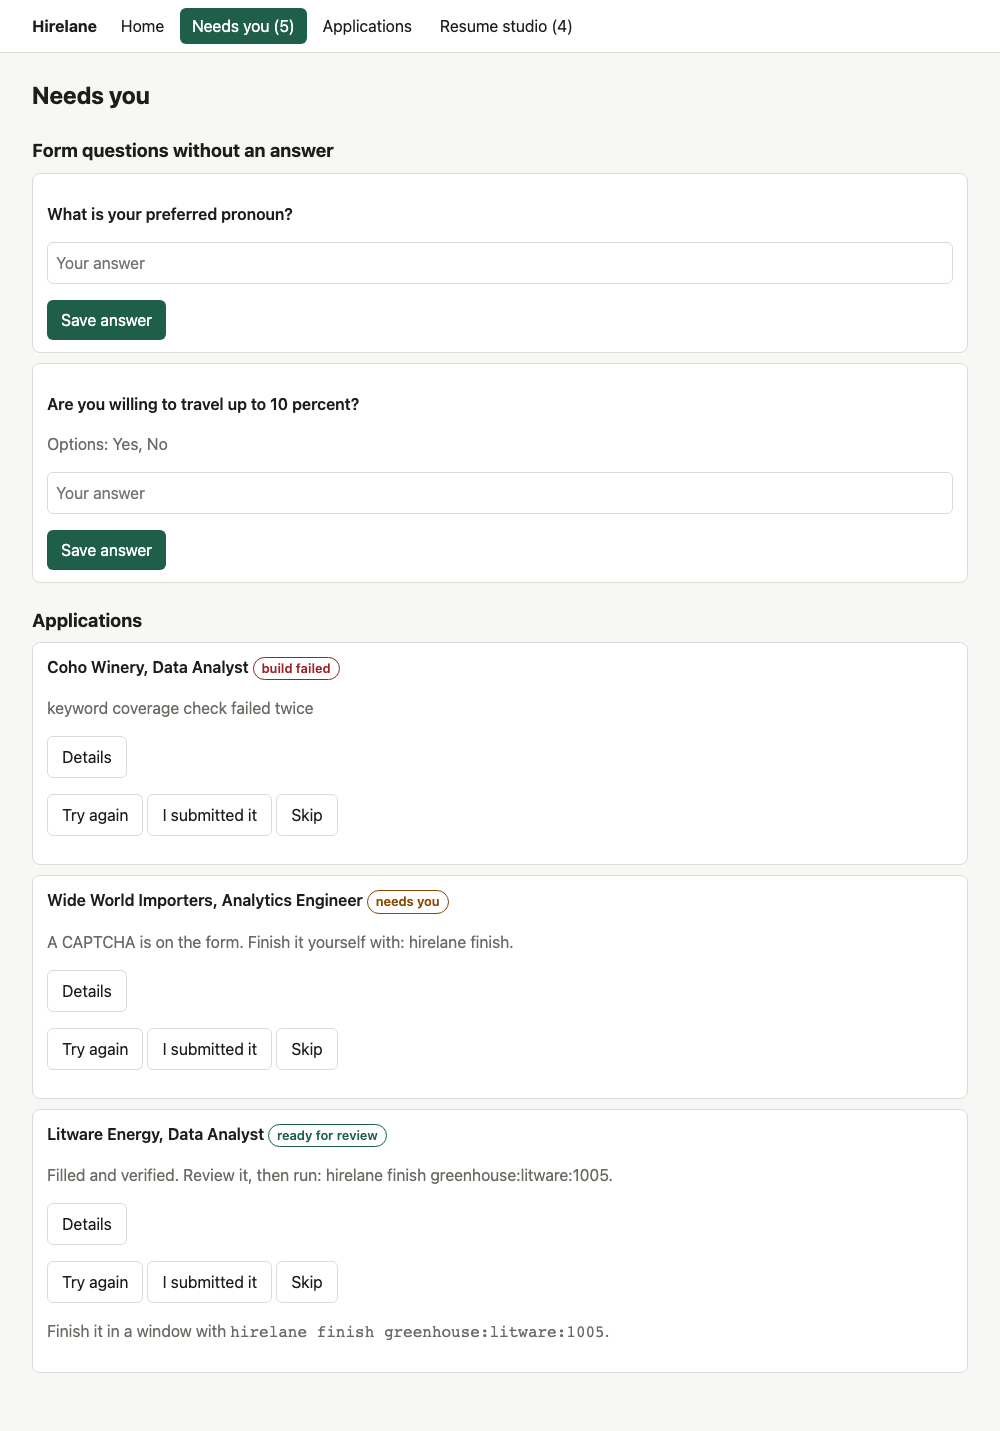 Hirelane Home Needs you (5) Applications Resume studio (4)
Needs you
Form questions without an answer
What is your preferred pronoun?
Your answer
Save answer
Are you willing to travel up to 10 percent?
Options: Yes, No
Your answer
Save answer
Applications
Coho Winery, Data Analyst build failed
keyword coverage check failed twice
Details
Try again I submitted it Skip
Wide World Importers, Analytics Engineer needs you
A CAPTCHA is on the form. Finish it yourself with: hirelane finish.
Details
Try again I submitted it Skip
Litware Energy, Data Analyst ready for review
Filled and verified. Review it, then run: hirelane finish greenhouse:litware:1005.
Details
Try again I submitted it Skip
Finish it in a window with hirelane finish greenhouse:litware:1005.